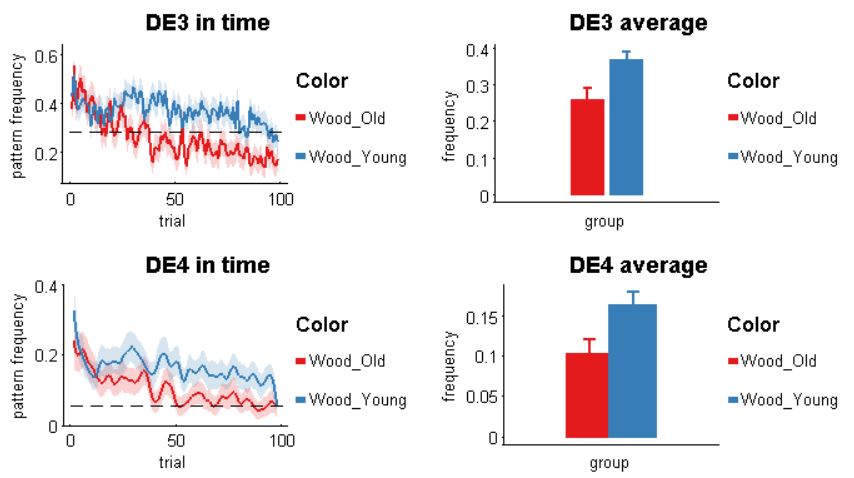 DE3 in time
pattern frequency
0.6
0.4
0.2
0
50
100
trial
Color
Wood_Old
Wood_Young
DE3 average
frequency
0.4
0.3
0.2
0.1
0
group
Color
Wood_Old
Wood_Young
DE4 in time
pattern frequency
0.4
0.2
0
0
50
100
trial
Color
Wood_Old
Wood_Young
DE4 average
frequency
0.15
0.1
0.05
0
group
Color
Wood_Old
Wood_Young